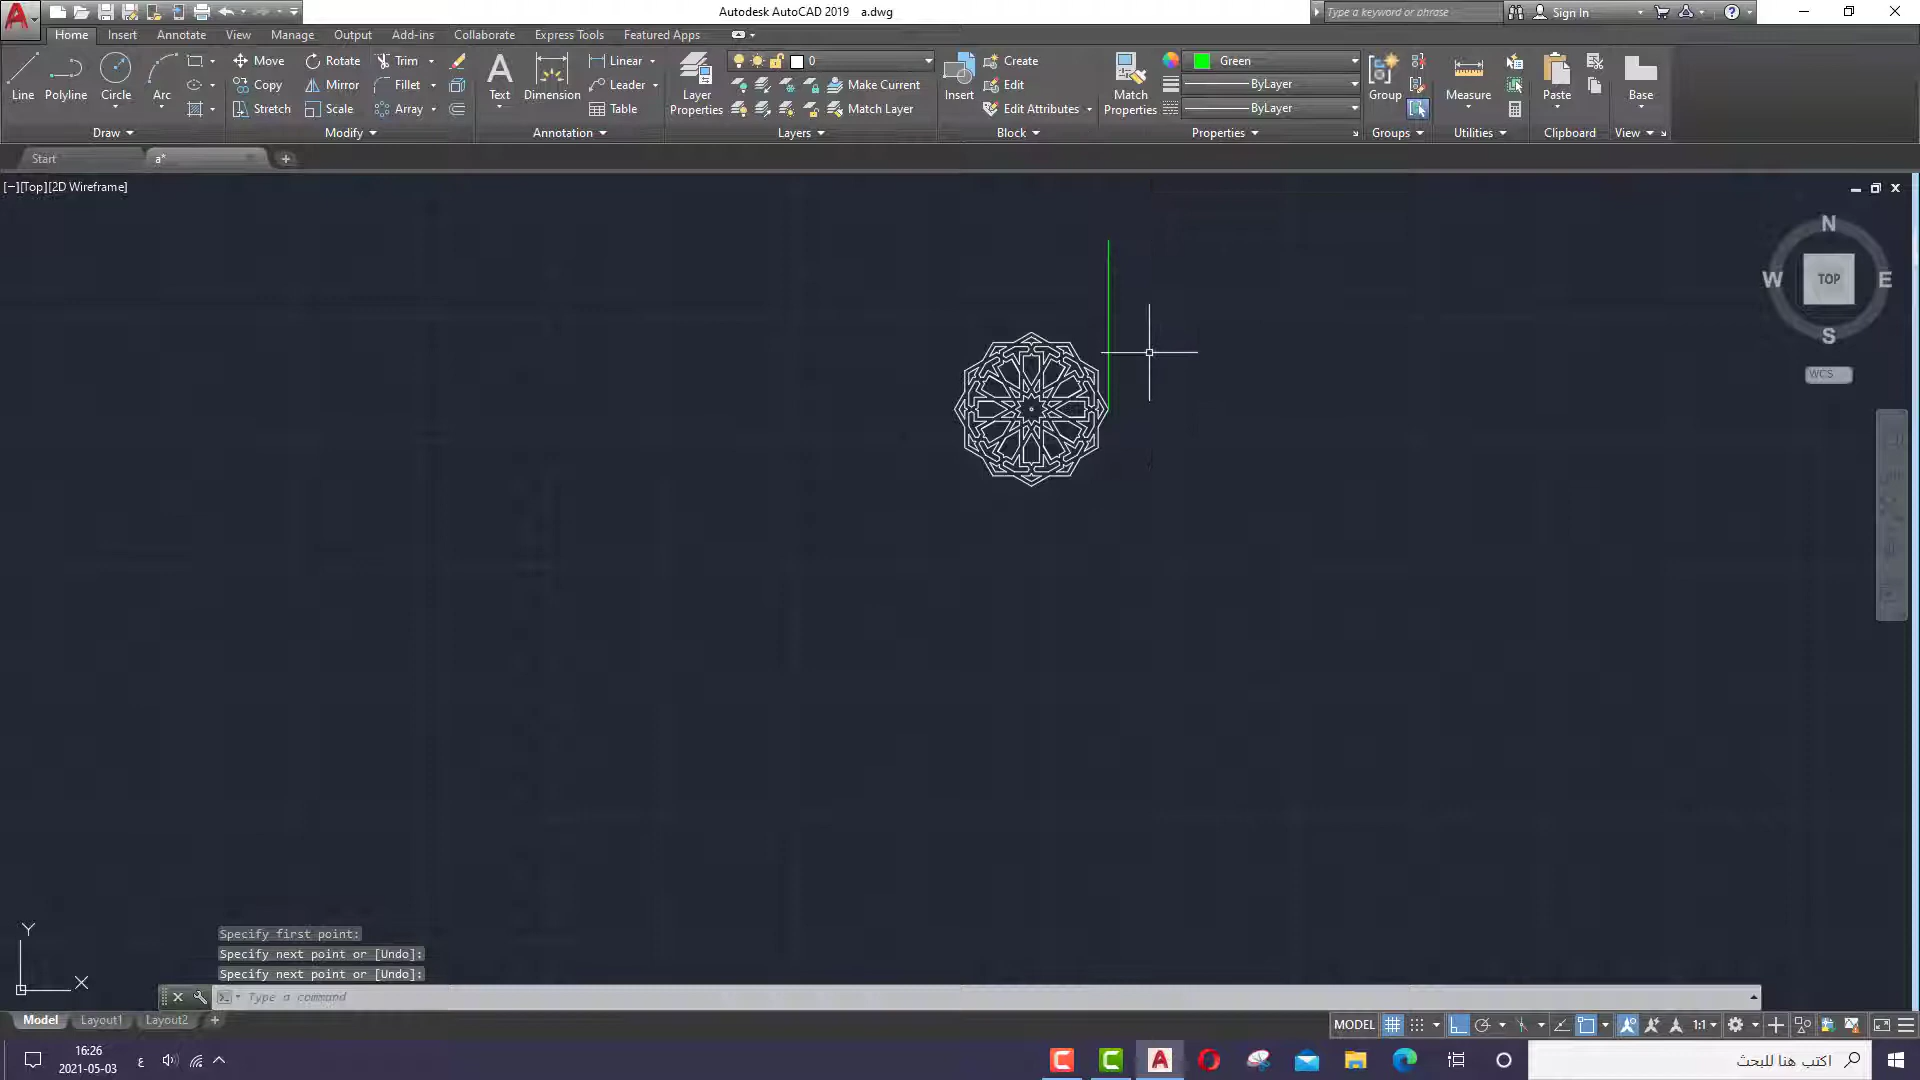 Autodesk AutoCAD 2019 a.dwg
Type a keyword or phrase
Sign In
Home Insert Annotate View Manage Output Add-ins Collaborate Express Tools Featured Apps
Line Polyline Circle Arc
Move Rotate Trim
Copy Mirror Fillet
Stretch Scale Array
Text Dimension
Linear
Leader
Table
Layer Properties
0
Make Current
Match Layer
Insert
Create
Edit
Edit Attributes
Match Properties
Green
ByLayer
ByLayer
Group
Measure
Paste
Base
Draw Modify Annotation Layers Block Properties Groups Utilities Clipboard View
Start a*
[−][Top][2D Wireframe]
N
W TOP E
S
WCS
Y
X
Specify first point:
Specify next point or [Undo]:
Specify next point or [Undo]:
Type a command
Model Layout1 Layout2
MODEL 1:1
16:26
2021-05-03
ع
اكتب هنا للبحث